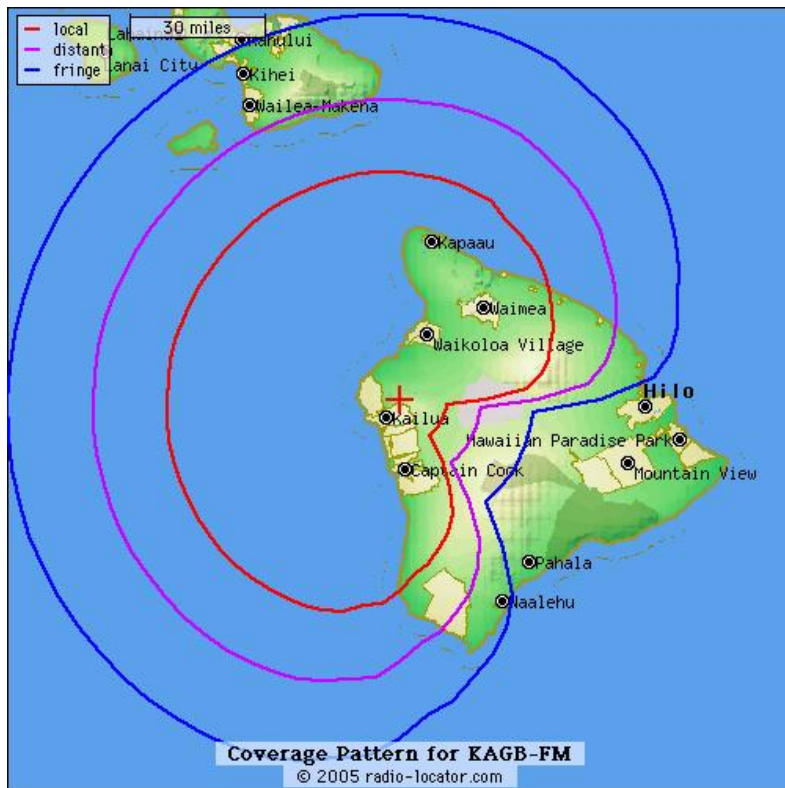 local
distant
fringe
30 miles
Kahului
Lanai City
Kihei
Wailea-Makena
Kapaau
Waimea
Waikoloa Village
Hilo
Kailua
Hawaiian Paradise Park
Captain Cook
Mountain View
Pahala
Naalehu
Coverage Pattern for KAGB-FM
© 2005 radio-locator.com